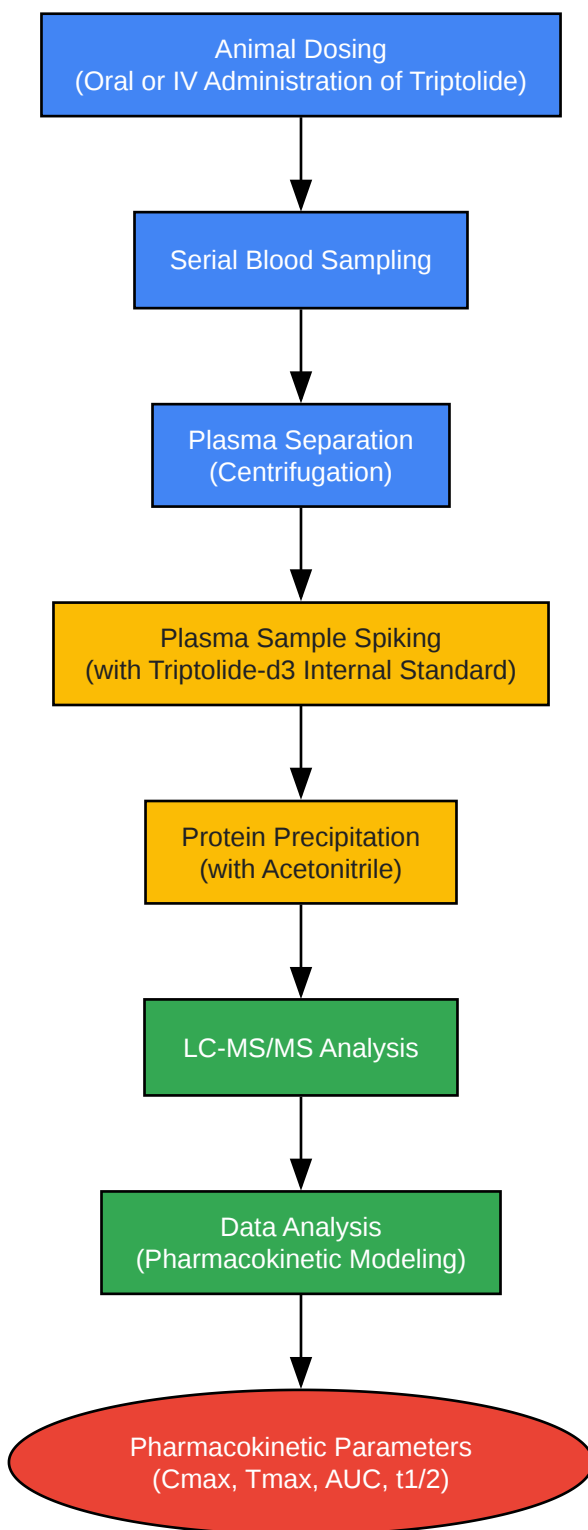 Animal Dosing
(Oral or IV Administration of Triptolide)
Serial Blood Sampling
Plasma Separation
(Centrifugation)
Plasma Sample Spiking
(with Triptolide-d3 Internal Standard)
Protein Precipitation
(with Acetonitrile)
LC-MS/MS Analysis
Data Analysis
(Pharmacokinetic Modeling)
Pharmacokinetic Parameters
(Cmax, Tmax, AUC, t1/2)